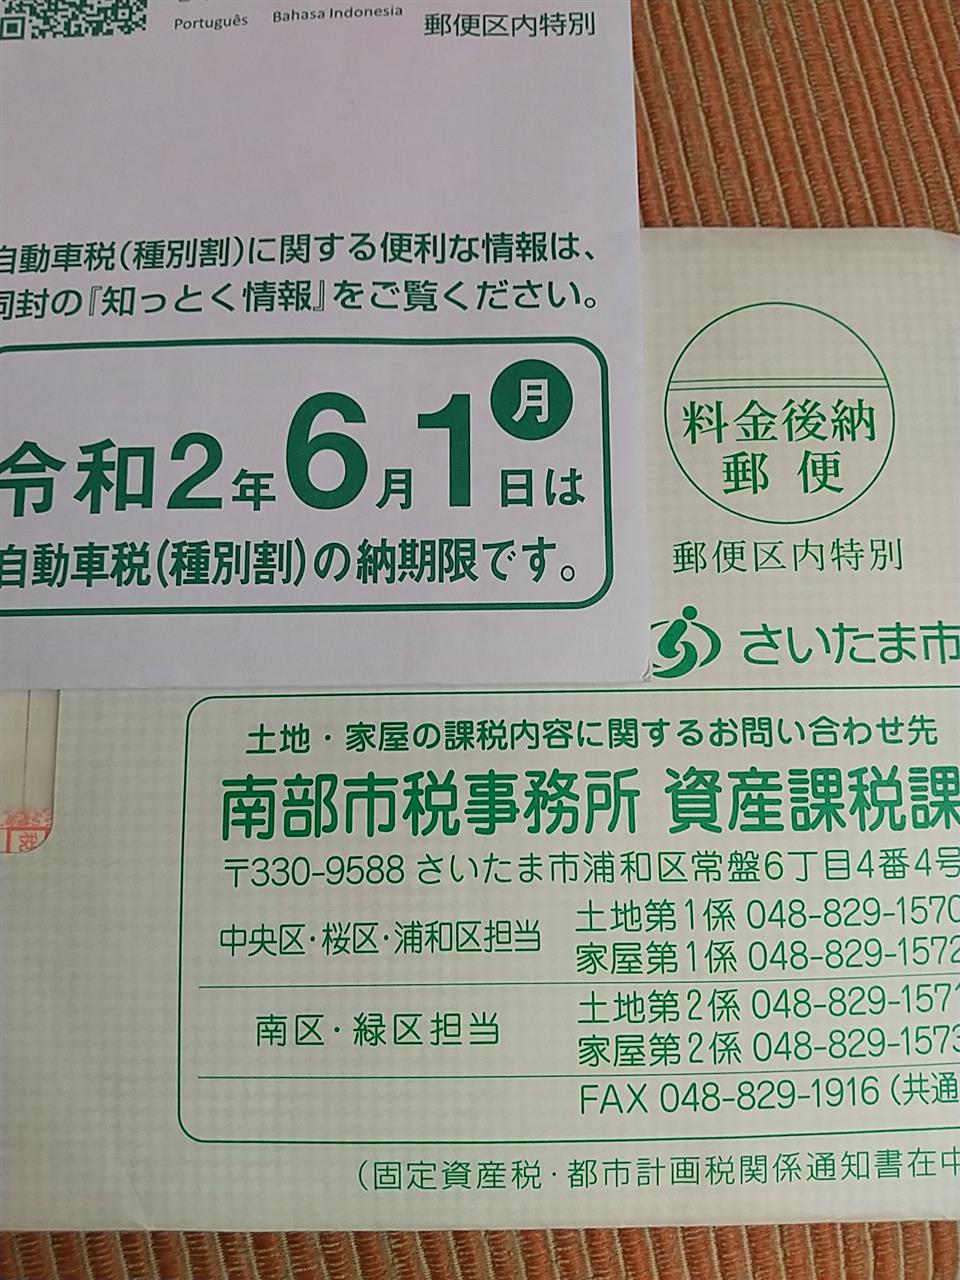 Português Bahasa Indonesia
郵便区内特別
自動車税(種別割)に関する便利な情報は、
同封の『知っとく情報』をご覧ください。
令和2年6月1日は
月
自動車税(種別割)の納期限です。
料金後納
郵便
郵便区内特別
さいたま市
土地・家屋の課税内容に関するお問い合わせ先
南部市税事務所 資産課税課
〒330-9588 さいたま市浦和区常盤6丁目4番4号
中央区・桜区・浦和区担当
土地第1係 048-829-1570
家屋第1係 048-829-1572
南区・緑区担当
土地第2係 048-829-1571
家屋第2係 048-829-1573
FAX 048-829-1916(共通
(固定資産税・都市計画税関係通知書在中
税